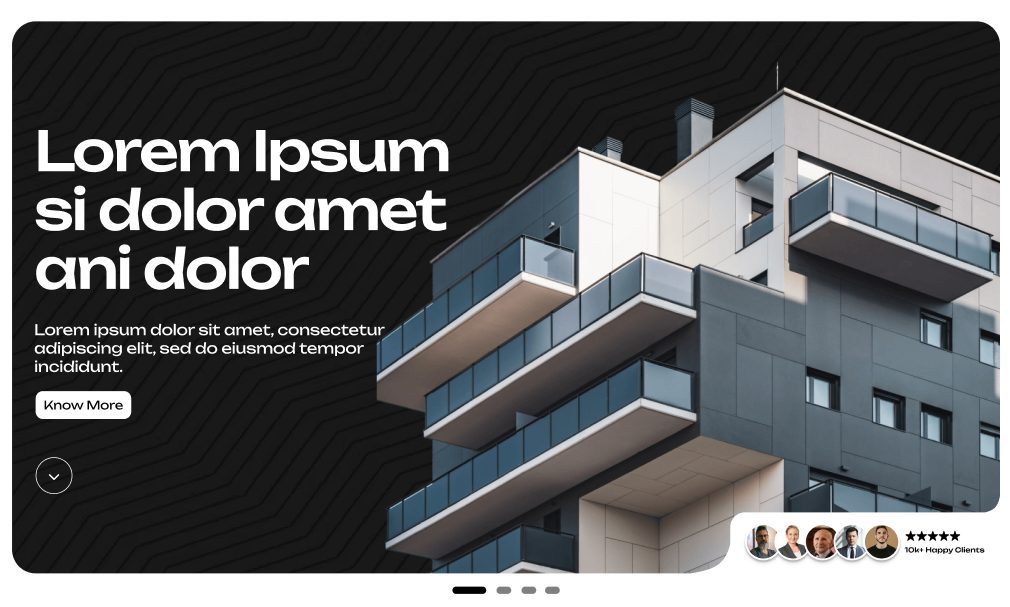 Lorem Ipsum
si dolor amet
ani dolor
Lorem ipsum dolor sit amet, consectetur
adipiscing elit, sed do eiusmod tempor
incididunt.
Know More
10k+ Happy Clients